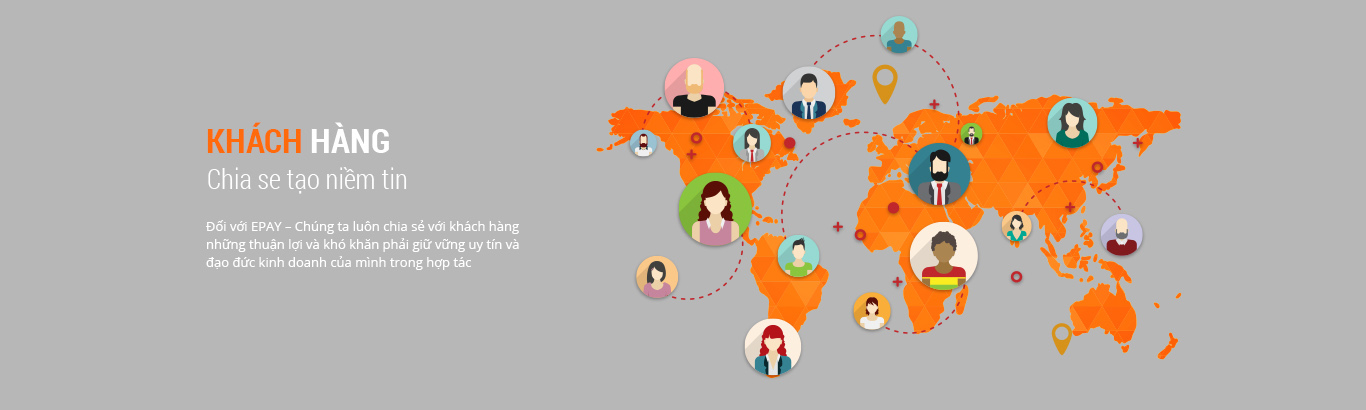 KHÁCH HÀNG
Chia se tạo niềm tin
Đối với EPAY – Chúng ta luôn chia sẻ với khách hàng
những thuận lợi và khó khăn phải giữ vững uy tín và
đạo đức kinh doanh của mình trong hợp tác